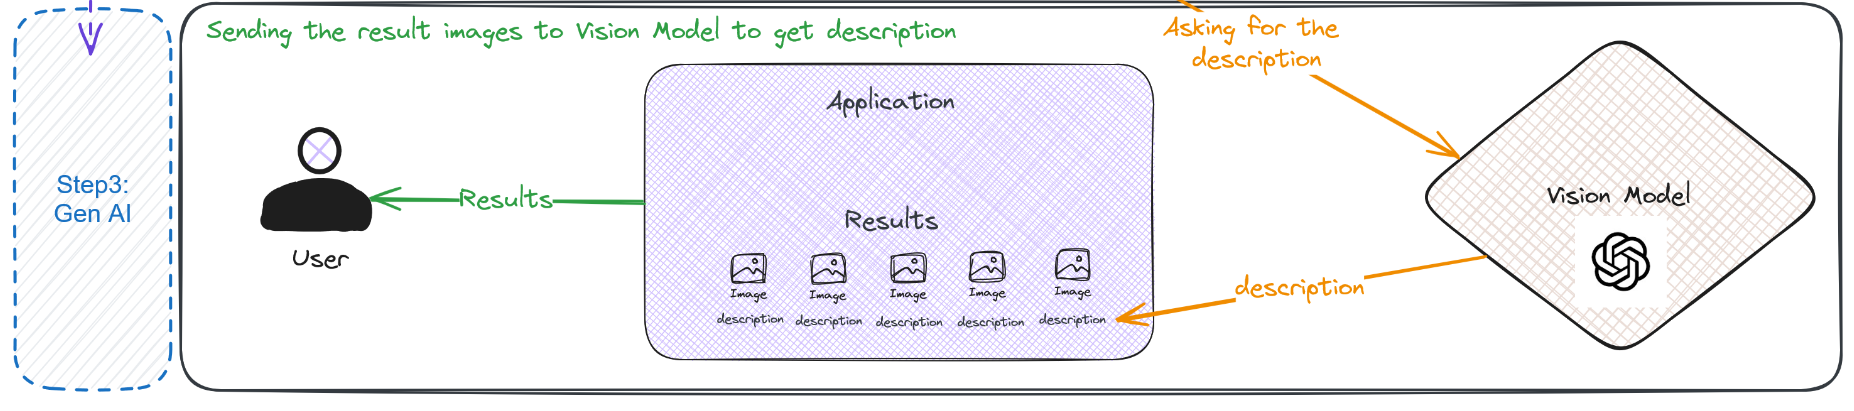 Sending the result images to Vision Model to get description
Asking for the
description
Application
Step3:
Gen AI
Results
User
Results
Vision Model
Image
Image
Image
Image
Image
description
description
description
description
description
description